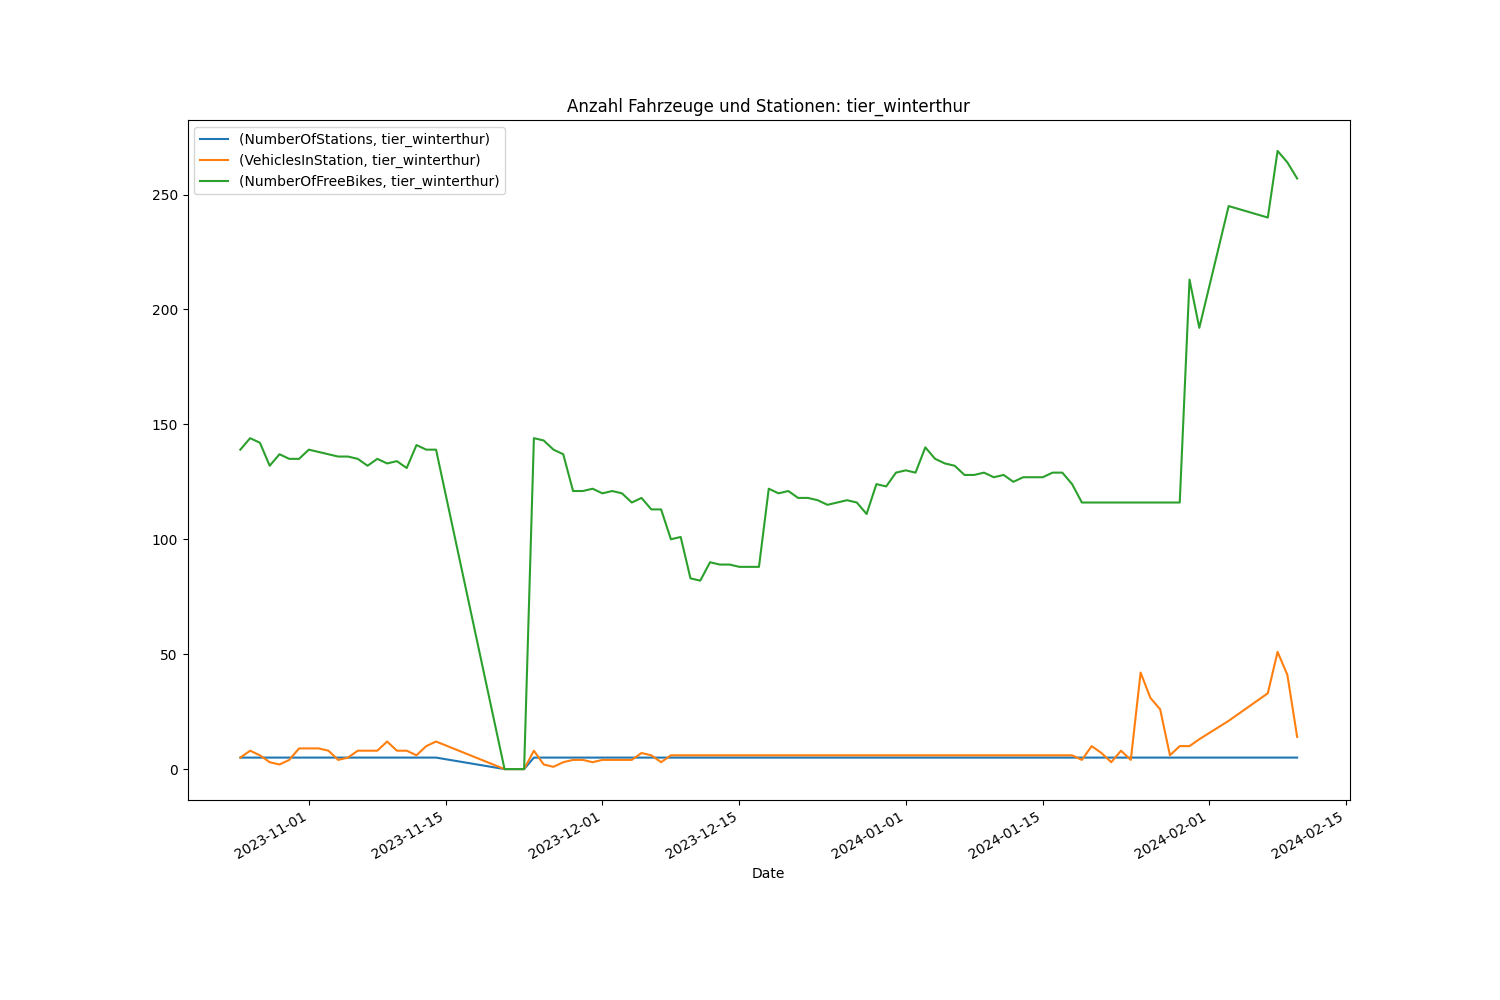 Anzahl Fahrzeuge und Stationen: tier_winterthur
(NumberOfStations, tier_winterthur)
(VehiclesInStation, tier_winterthur)
(NumberOfFreeBikes, tier_winterthur)
250
200
150
100
50
0
2023-11-01
2023-11-15
2023-12-01
2023-12-15
2024-01-01
2024-01-15
2024-02-01
2024-02-15
Date